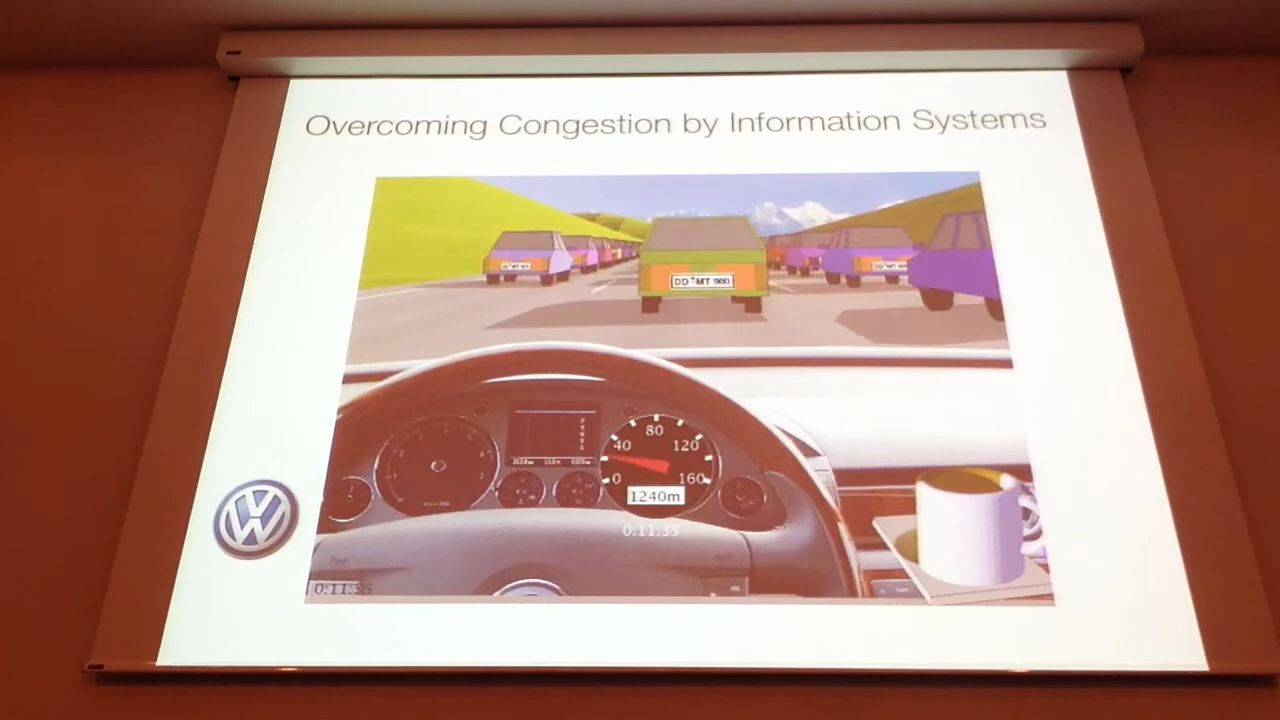 Overcoming Congestion by Information Systems
DD MT 900
40
80
120
0
160
1240m
0:11:33
0:11:35